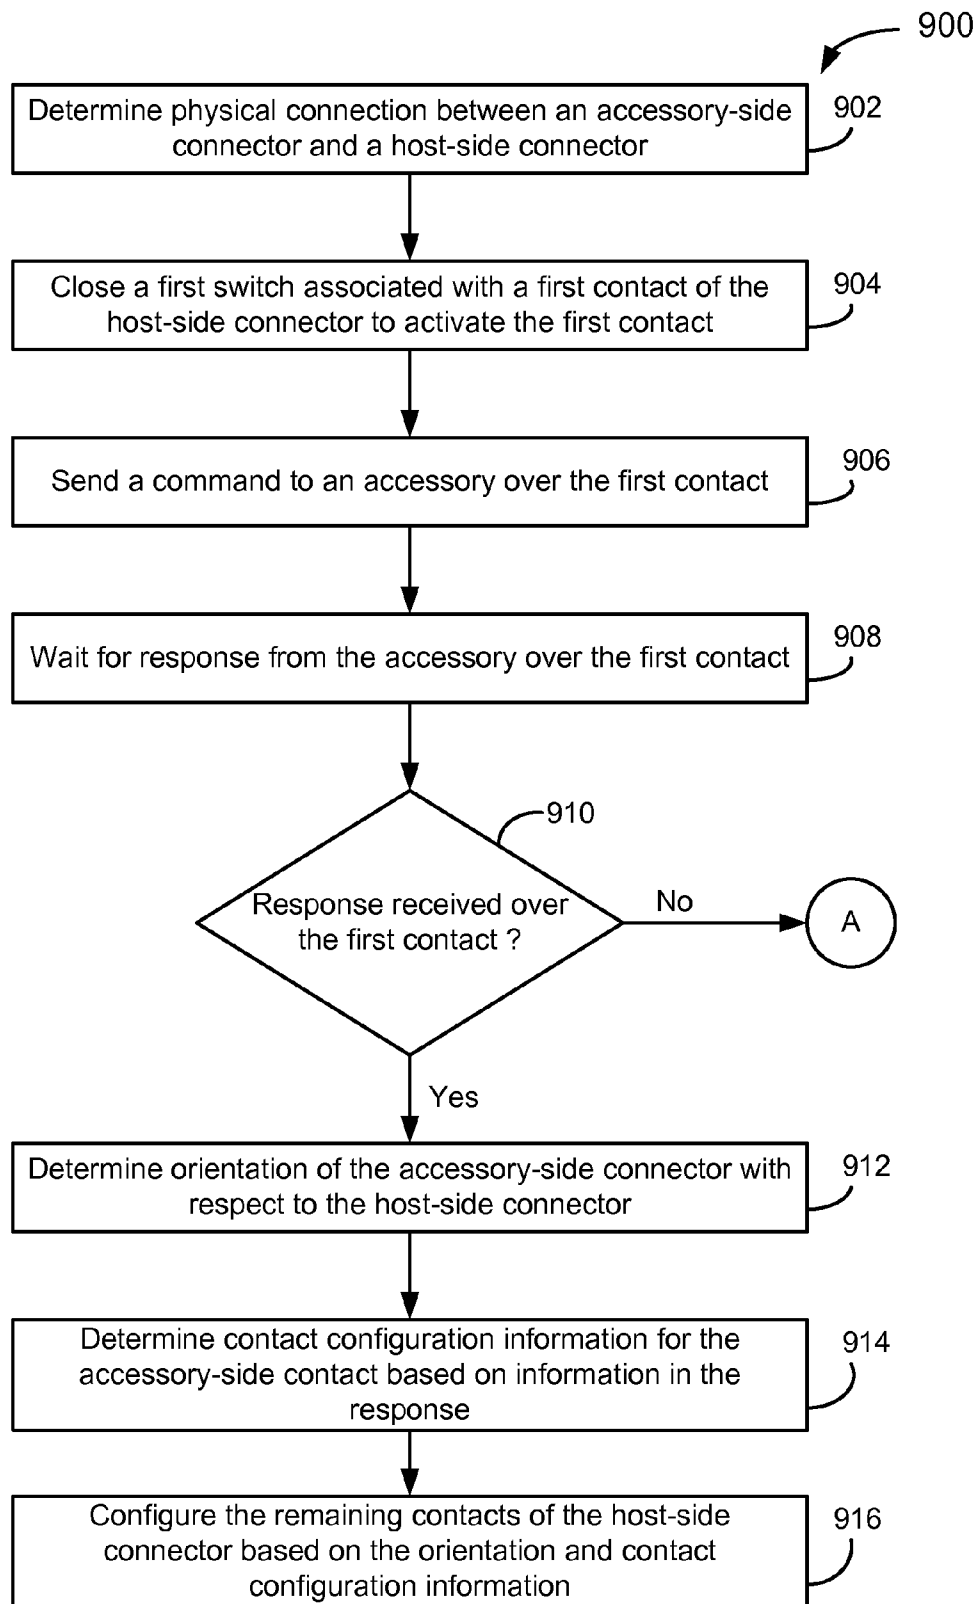 900
Determine physical connection between an accessory-side
connector and a host-side connector
902
Close a first switch associated with a first contact of the
host-side connector to activate the first contact
904
Send a command to an accessory over the first contact
906
Wait for response from the accessory over the first contact
908
910
Response received over
the first contact ?
No
A
Yes
Determine orientation of the accessory-side connector with
respect to the host-side connector
912
Determine contact configuration information for the
accessory-side contact based on information in the
response
914
Configure the remaining contacts of the host-side
connector based on the orientation and contact
configuration information
916